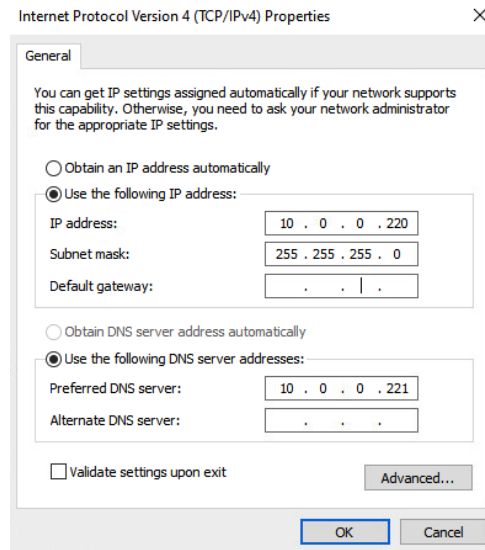 Internet Protocol Version 4 (TCP/IPv4) Properties
General
You can get IP settings assigned automatically if your network supports
this capability. Otherwise, you need to ask your network administrator
for the appropriate IP settings.
Obtain an IP address automatically
Use the following IP address:
IP address: 10 . 0 . 0 . 220
Subnet mask: 255 . 255 . 255 . 0
Default gateway: . . .
Obtain DNS server address automatically
Use the following DNS server addresses:
Preferred DNS server: 10 . 0 . 0 . 221
Alternate DNS server: . . .
Validate settings upon exit
Advanced...
OK Cancel